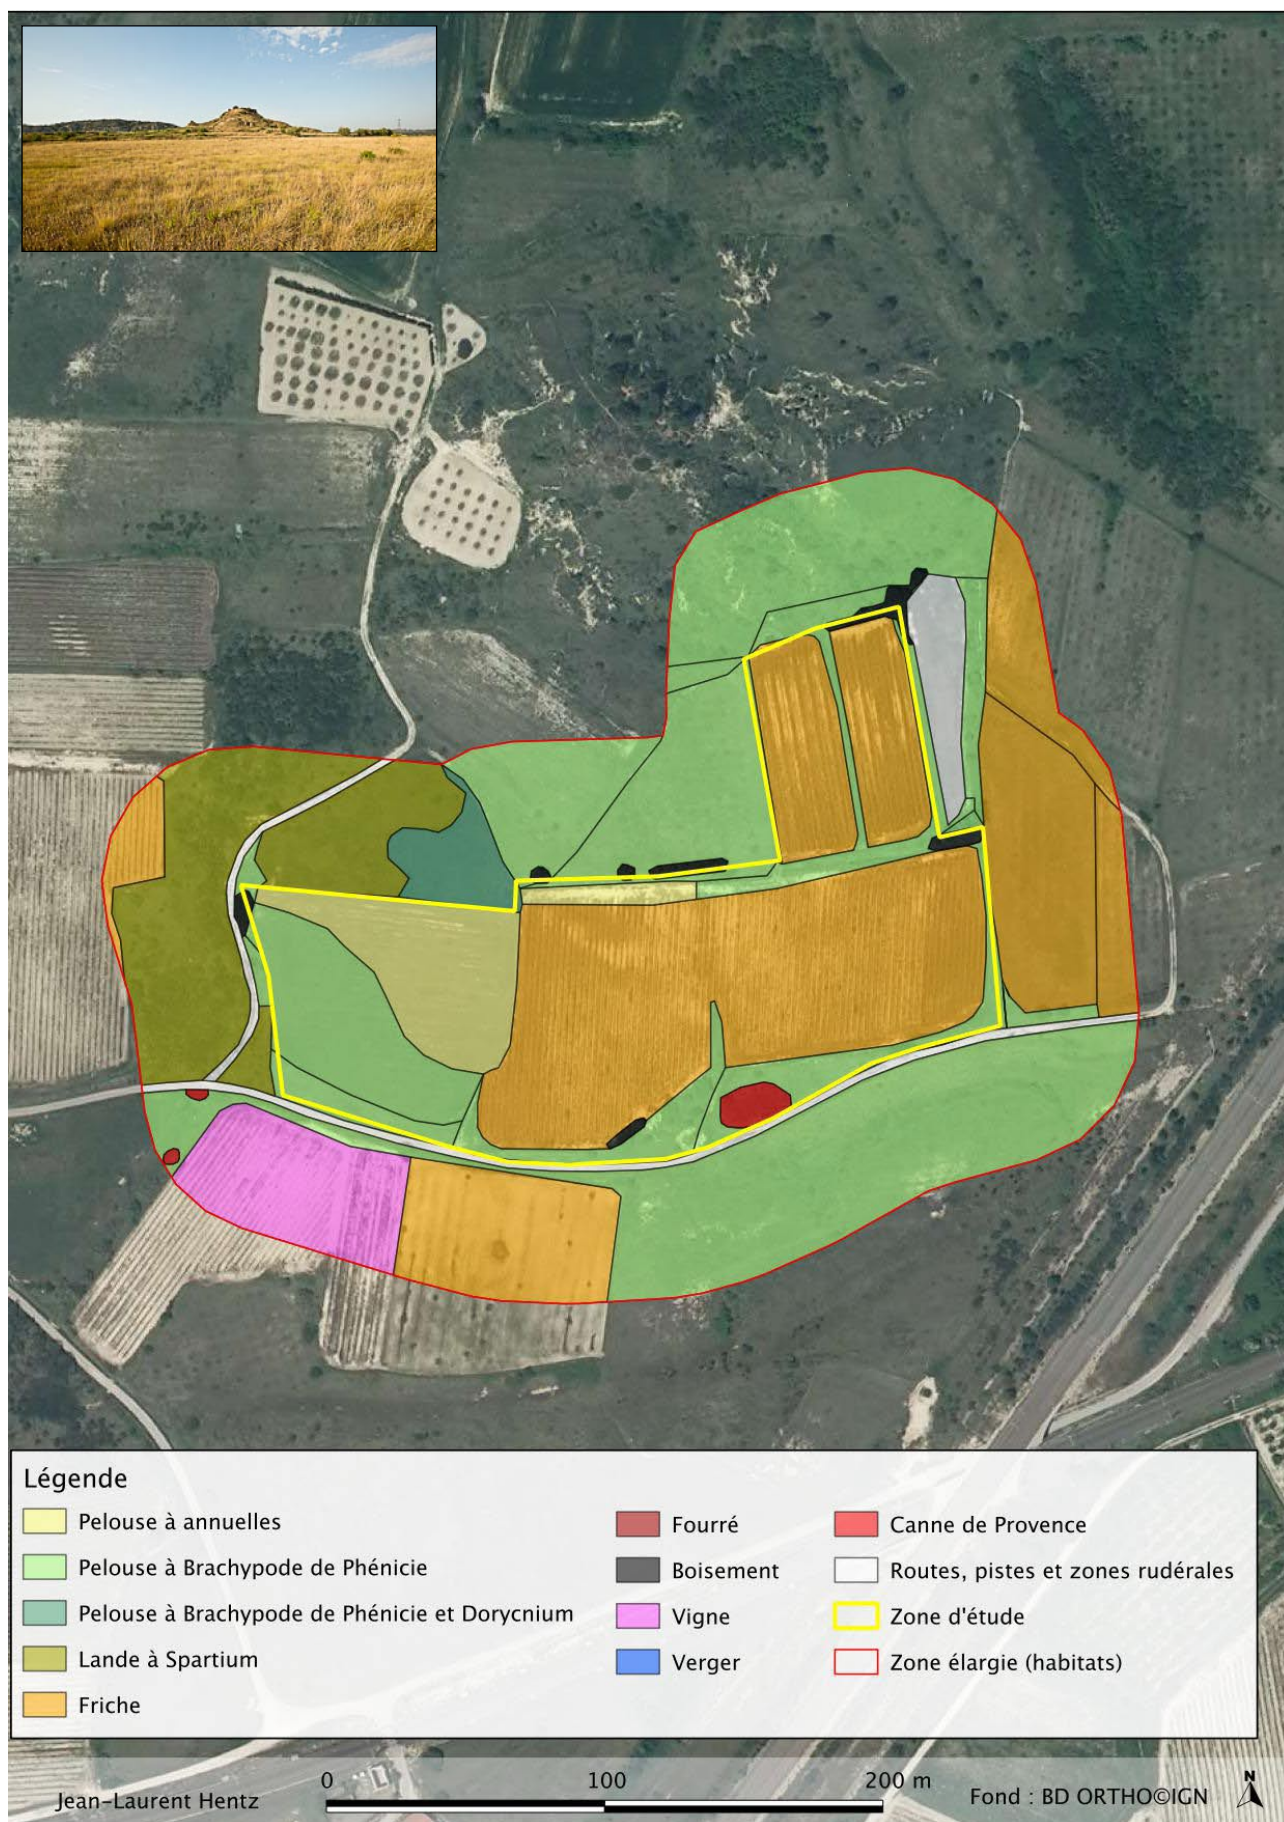 Légende
Pelouse à annuelles
Pelouse à Brachypode de Phénicie
Pelouse à Brachypode de Phénicie et Dorycnium
Lande à Spartium
Friche
Fourré
Boisement
Vigne
Verger
Canne de Provence
Routes, pistes et zones rudérales
Zone d'étude
Zone élargie (habitats)
Jean-Laurent Hentz
0 100 200 m
Fond : BD ORTHO©IGN
N